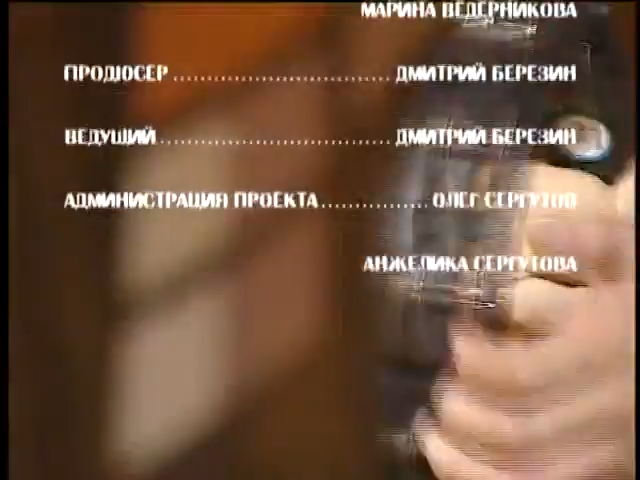 МАРИНА ВЕДЕРНИКОВА
ПРОДЮСЕР.................................ДМИТРИЙ БЕРЕЗИН
ВЕДУЩИЙ...................................ДМИТРИЙ БЕРЕЗИН
АДМИНИСТРАЦИЯ ПРОЕКТА................ОЛЕГ СЕРГУТОВ
АНЖЕЛИКА СЕРГУТОВА